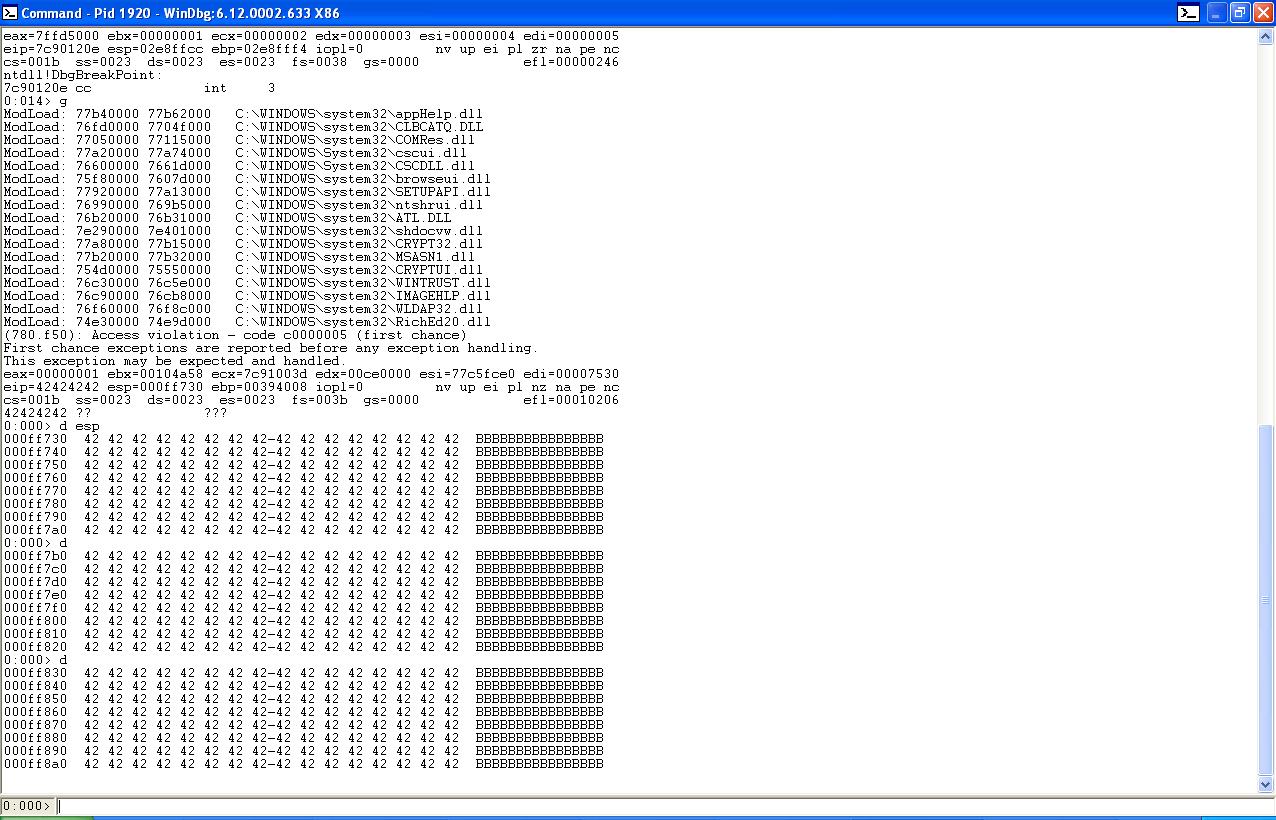 Command - Pid 1920 - WinDbg:6.12.0002.633 X86
eax=7ffd5000 ebx=00000001 ecx=00000002 edx=00000003 esi=00000004 edi=00000005
eip=7c90120e esp=02e8ffcc ebp=02e8fff4 iopl=0         nv up ei pl zr na pe nc
cs=001b  ss=0023  ds=0023  es=0023  fs=0038  gs=0000             efl=00000246
ntdll!DbgBreakPoint:
7c90120e cc              int     3
0:014> g
ModLoad: 77b40000 77b62000   C:\WINDOWS\system32\appHelp.dll
ModLoad: 76fd0000 7704f000   C:\WINDOWS\system32\CLBCATQ.DLL
ModLoad: 77050000 77115000   C:\WINDOWS\system32\COMRes.dll
ModLoad: 77a20000 77a74000   C:\WINDOWS\System32\cscui.dll
ModLoad: 76600000 7661d000   C:\WINDOWS\System32\CSCDLL.dll
ModLoad: 75f80000 7607d000   C:\WINDOWS\system32\browseui.dll
ModLoad: 77920000 77a13000   C:\WINDOWS\system32\SETUPAPI.dll
ModLoad: 76990000 769b5000   C:\WINDOWS\system32\ntshrui.dll
ModLoad: 76b20000 76b31000   C:\WINDOWS\system32\ATL.DLL
ModLoad: 7e290000 7e401000   C:\WINDOWS\system32\shdocvw.dll
ModLoad: 77a80000 77b15000   C:\WINDOWS\system32\CRYPT32.dll
ModLoad: 77b20000 77b32000   C:\WINDOWS\system32\MSASN1.dll
ModLoad: 754d0000 75550000   C:\WINDOWS\system32\CRYPTUI.dll
ModLoad: 76c30000 76c5e000   C:\WINDOWS\system32\WINTRUST.dll
ModLoad: 76c90000 76cb8000   C:\WINDOWS\system32\IMAGEHLP.dll
ModLoad: 76f60000 76f8c000   C:\WINDOWS\system32\WLDAP32.dll
ModLoad: 74e30000 74e9d000   C:\WINDOWS\system32\RichEd20.dll
(780.f50): Access violation - code c0000005 (first chance)
First chance exceptions are reported before any exception handling.
This exception may be expected and handled.
eax=00000001 ebx=00104a58 ecx=7c91003d edx=00ce0000 esi=77c5fce0 edi=00007530
eip=42424242 esp=000ff730 ebp=00394008 iopl=0         nv up ei pl nz na pe nc
cs=001b  ss=0023  ds=0023  es=0023  fs=003b  gs=0000             efl=00010206
42424242 ??              ???
0:000> d esp
000ff730  42 42 42 42 42 42 42 42-42 42 42 42 42 42 42 42  BBBBBBBBBBBBBBBB
000ff740  42 42 42 42 42 42 42 42-42 42 42 42 42 42 42 42  BBBBBBBBBBBBBBBB
000ff750  42 42 42 42 42 42 42 42-42 42 42 42 42 42 42 42  BBBBBBBBBBBBBBBB
000ff760  42 42 42 42 42 42 42 42-42 42 42 42 42 42 42 42  BBBBBBBBBBBBBBBB
000ff770  42 42 42 42 42 42 42 42-42 42 42 42 42 42 42 42  BBBBBBBBBBBBBBBB
000ff780  42 42 42 42 42 42 42 42-42 42 42 42 42 42 42 42  BBBBBBBBBBBBBBBB
000ff790  42 42 42 42 42 42 42 42-42 42 42 42 42 42 42 42  BBBBBBBBBBBBBBBB
000ff7a0  42 42 42 42 42 42 42 42-42 42 42 42 42 42 42 42  BBBBBBBBBBBBBBBB
0:000> d
000ff7b0  42 42 42 42 42 42 42 42-42 42 42 42 42 42 42 42  BBBBBBBBBBBBBBBB
000ff7c0  42 42 42 42 42 42 42 42-42 42 42 42 42 42 42 42  BBBBBBBBBBBBBBBB
000ff7d0  42 42 42 42 42 42 42 42-42 42 42 42 42 42 42 42  BBBBBBBBBBBBBBBB
000ff7e0  42 42 42 42 42 42 42 42-42 42 42 42 42 42 42 42  BBBBBBBBBBBBBBBB
000ff7f0  42 42 42 42 42 42 42 42-42 42 42 42 42 42 42 42  BBBBBBBBBBBBBBBB
000ff800  42 42 42 42 42 42 42 42-42 42 42 42 42 42 42 42  BBBBBBBBBBBBBBBB
000ff810  42 42 42 42 42 42 42 42-42 42 42 42 42 42 42 42  BBBBBBBBBBBBBBBB
000ff820  42 42 42 42 42 42 42 42-42 42 42 42 42 42 42 42  BBBBBBBBBBBBBBBB
0:000> d
000ff830  42 42 42 42 42 42 42 42-42 42 42 42 42 42 42 42  BBBBBBBBBBBBBBBB
000ff840  42 42 42 42 42 42 42 42-42 42 42 42 42 42 42 42  BBBBBBBBBBBBBBBB
000ff850  42 42 42 42 42 42 42 42-42 42 42 42 42 42 42 42  BBBBBBBBBBBBBBBB
000ff860  42 42 42 42 42 42 42 42-42 42 42 42 42 42 42 42  BBBBBBBBBBBBBBBB
000ff870  42 42 42 42 42 42 42 42-42 42 42 42 42 42 42 42  BBBBBBBBBBBBBBBB
000ff880  42 42 42 42 42 42 42 42-42 42 42 42 42 42 42 42  BBBBBBBBBBBBBBBB
000ff890  42 42 42 42 42 42 42 42-42 42 42 42 42 42 42 42  BBBBBBBBBBBBBBBB
000ff8a0  42 42 42 42 42 42 42 42-42 42 42 42 42 42 42 42  BBBBBBBBBBBBBBBB
0:000>